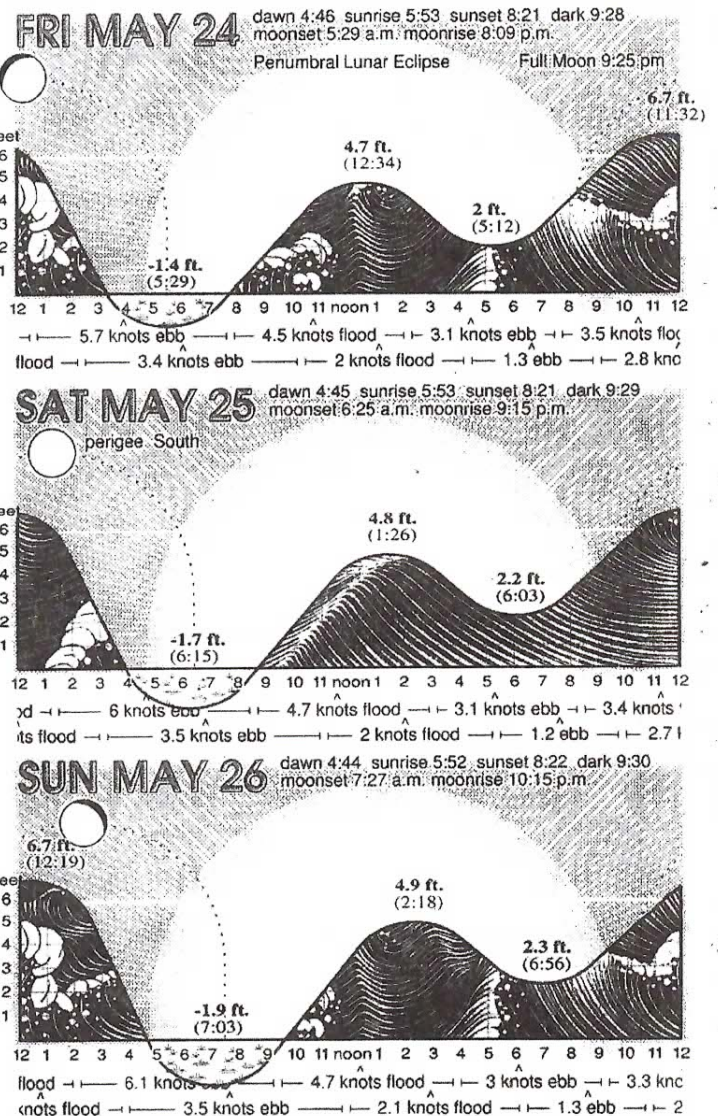 FRI MAY 24
dawn 4:46 sunrise 5:53 sunset 8:21 dark 9:28
moonset 5:29 a.m. moonrise 8:09 p.m.
Penumbral Lunar Eclipse Full Moon 9:25 pm
6.7 ft.
(11:32)
eet
6
5
4
3
2
1
4.7 ft.
(12:34)
2 ft.
(5:12)
-1.4 ft.
(5:29)
12 1 2 3 4 5 6 7 8 9 10 11 noon 1 2 3 4 5 6 7 8 9 10 11 12
5.7 knots ebb 4.5 knots flood 3.1 knots ebb 3.5 knots floo
flood 3.4 knots ebb 2 knots flood 1.3 ebb 2.8 kno
SAT MAY 25
dawn 4:45 sunrise 5:53 sunset 8:21 dark 9:29
moonset 6:25 a.m. moonrise 9:15 p.m.
perigee South
eet
6
5
4
3
2
1
4.8 ft.
(1:26)
2.2 ft.
(6:03)
-1.7 ft.
(6:15)
12 1 2 3 4 5 6 7 8 9 10 11 noon 1 2 3 4 5 6 7 8 9 10 11 12
od 6 knots ebb 4.7 knots flood 3.1 knots ebb 3.4 knots
ots flood 3.5 knots ebb 2 knots flood 1.2 ebb 2.7
SUN MAY 26
dawn 4:44 sunrise 5:52 sunset 8:22 dark 9:30
moonset 7:27 a.m. moonrise 10:15 p.m.
6.7 ft.
(12:19)
eet
6
5
4
3
2
1
4.9 ft.
(2:18)
2.3 ft.
(6:56)
-1.9 ft.
(7:03)
12 1 2 3 4 5 6 7 8 9 10 11 noon 1 2 3 4 5 6 7 8 9 10 11 12
flood 6.1 knots ebb 4.7 knots flood 3 knots ebb 3.3 kno
knots flood 3.5 knots ebb 2.1 knots flood 1.3 ebb 2